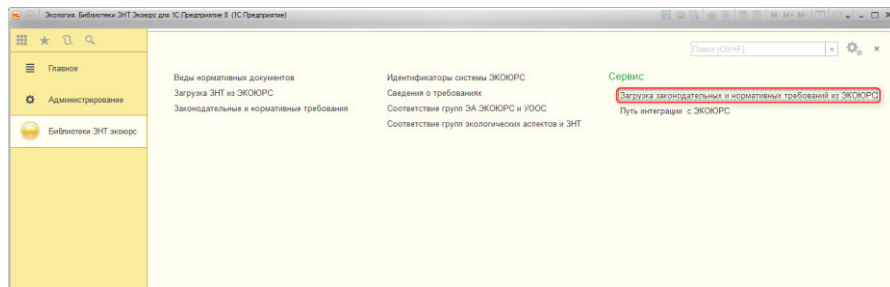 Экология. Библиотеки ЗНТ Экоюрс для 1С:Предприятие 8 (1С:Предприятие)
M M+ M-
Поиск (Ctrl+F)
Главное
Администрирование
Библиотеки ЗНТ экоюрс
Виды нормативных документов
Загрузка ЗНТ из ЭКОЮРС
Законодательные и нормативные требования
Идентификаторы системы ЭКОЮРС
Сведения о требованиях
Соответствие групп ЭА ЭКОЮРС и УООС
Соответствие групп экологических аспектов и ЗНТ
Сервис
Загрузка законодательных и нормативных требований из ЭКОЮРС
Путь интеграции с ЭКОЮРС